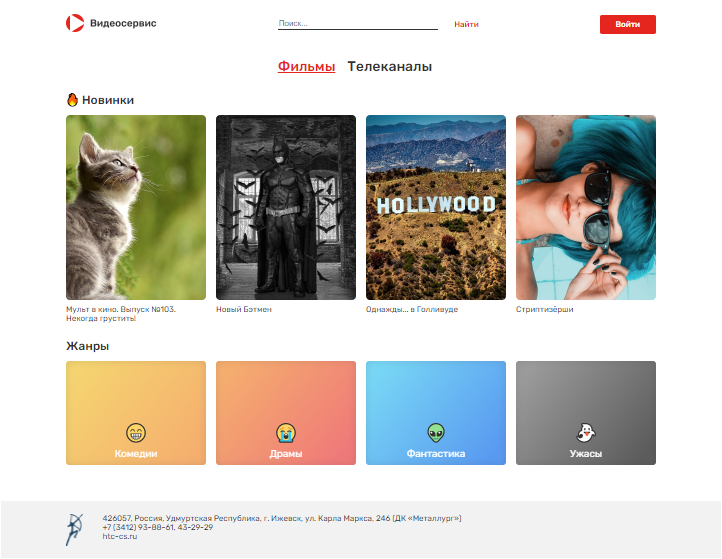 Видеосервис
Поиск...
Найти
Войти
Фильмы Телеканалы
Новинки
HOLLYWOOD
Мульт в кино. Выпуск №103.
Некогда грустить!
Новый Бэтмен
Однажды... в Голливуде
Стриптизёрши
Жанры
Комедии
Драмы
Фантастика
Ужасы
426057, Россия, Удмуртская Республика, г. Ижевск, ул. Карла Маркса, 246 (ДК «Металлург»)
+7 (3412) 93-88-61, 43-29-29
htc-cs.ru